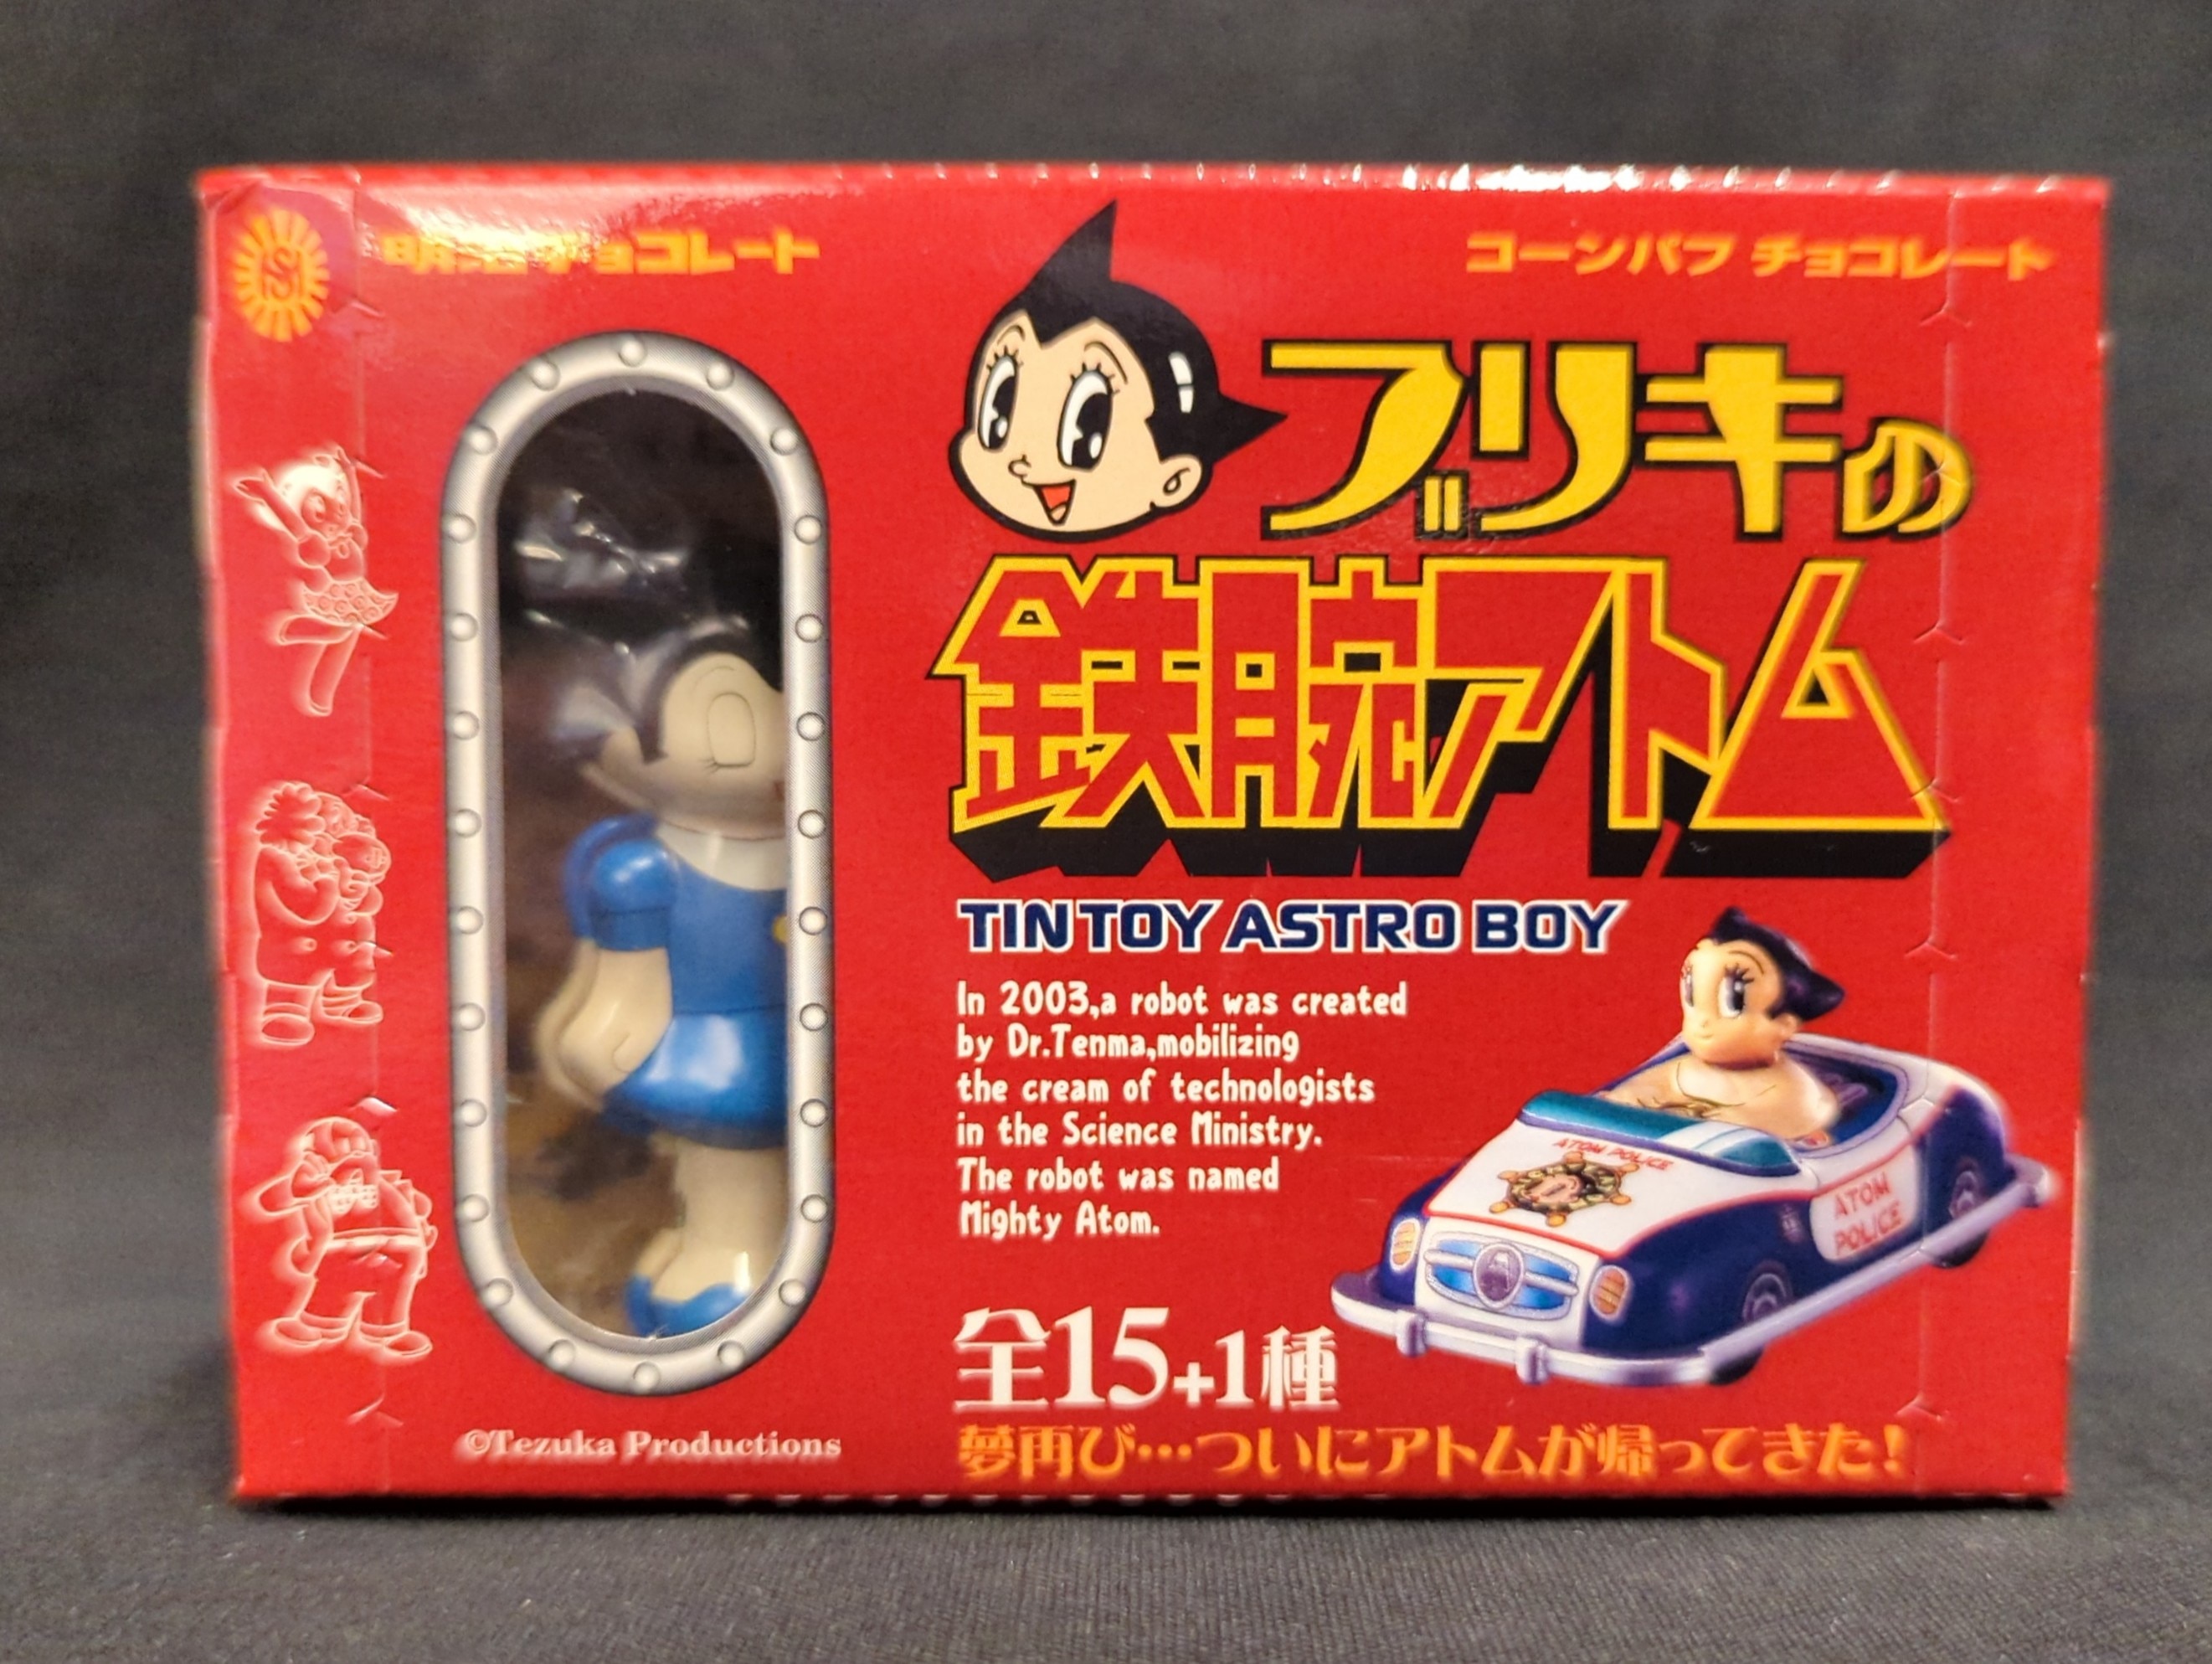 明治チョコレート
コーンパフ チョコレート
ブリキの
鉄腕アトム
TIN TOY ASTRO BOY
In 2003,a robot was created
by Dr.Tenma,mobilizing
the cream of technologists
in the Science Ministry.
The robot was named
Mighty Atom.
ATOM POLICE
ATOM
POLICE
全15+1種
©Tezuka Productions
夢再び…ついにアトムが帰ってきた!